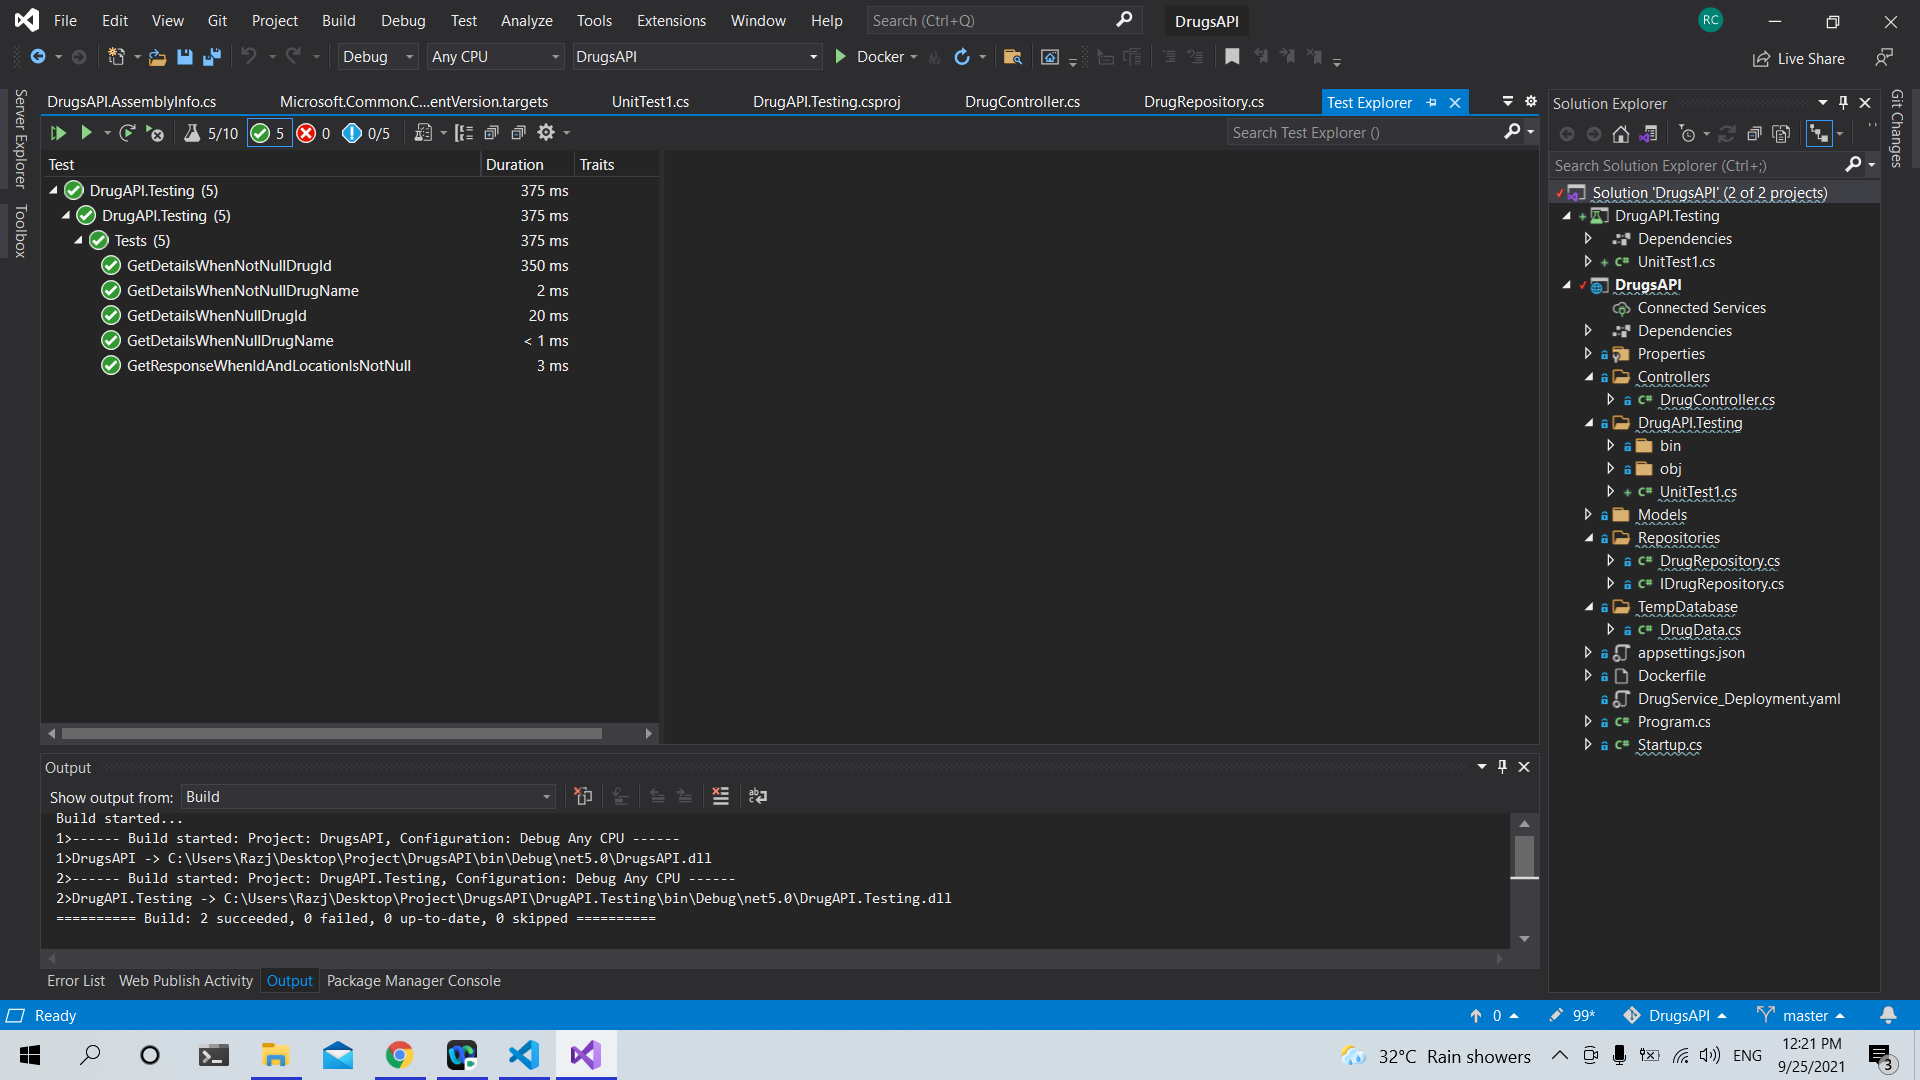 File Edit View Git Project Build Debug Test Analyze Tools Extensions Window Help Search (Ctrl+Q) DrugsAPI RC
Debug Any CPU DrugsAPI Docker Live Share
Server Explorer
Toolbox
DrugsAPI.AssemblyInfo.cs Microsoft.Common.C...entVersion.targets UnitTest1.cs DrugAPI.Testing.csproj DrugController.cs DrugRepository.cs Test Explorer
5/10 5 0 0/5 Search Test Explorer ()
Test Duration Traits
DrugAPI.Testing (5) 375 ms
DrugAPI.Testing (5) 375 ms
Tests (5) 375 ms
GetDetailsWhenNotNullDrugId 350 ms
GetDetailsWhenNotNullDrugName 2 ms
GetDetailsWhenNullDrugId 20 ms
GetDetailsWhenNullDrugName < 1 ms
GetResponseWhenIdAndLocationIsNotNull 3 ms
Solution Explorer
Search Solution Explorer (Ctrl+;)
Solution 'DrugsAPI' (2 of 2 projects)
DrugAPI.Testing
Dependencies
C# UnitTest1.cs
DrugsAPI
Connected Services
Dependencies
Properties
Controllers
C# DrugController.cs
DrugAPI.Testing
bin
obj
C# UnitTest1.cs
Models
Repositories
C# DrugRepository.cs
C# IDrugRepository.cs
TempDatabase
C# DrugData.cs
appsettings.json
Dockerfile
DrugService_Deployment.yaml
C# Program.cs
C# Startup.cs
Git Changes
Output
Show output from: Build
Build started...
1>------ Build started: Project: DrugsAPI, Configuration: Debug Any CPU ------
1>DrugsAPI -> C:\Users\Razj\Desktop\Project\DrugsAPI\bin\Debug\net5.0\DrugsAPI.dll
2>------ Build started: Project: DrugAPI.Testing, Configuration: Debug Any CPU ------
2>DrugAPI.Testing -> C:\Users\Razj\Desktop\Project\DrugsAPI\DrugAPI.Testing\bin\Debug\net5.0\DrugAPI.Testing.dll
========== Build: 2 succeeded, 0 failed, 0 up-to-date, 0 skipped ==========
Error List Web Publish Activity Output Package Manager Console
Ready 0 99* DrugsAPI master
32°C Rain showers ENG 12:21 PM
9/25/2021 3